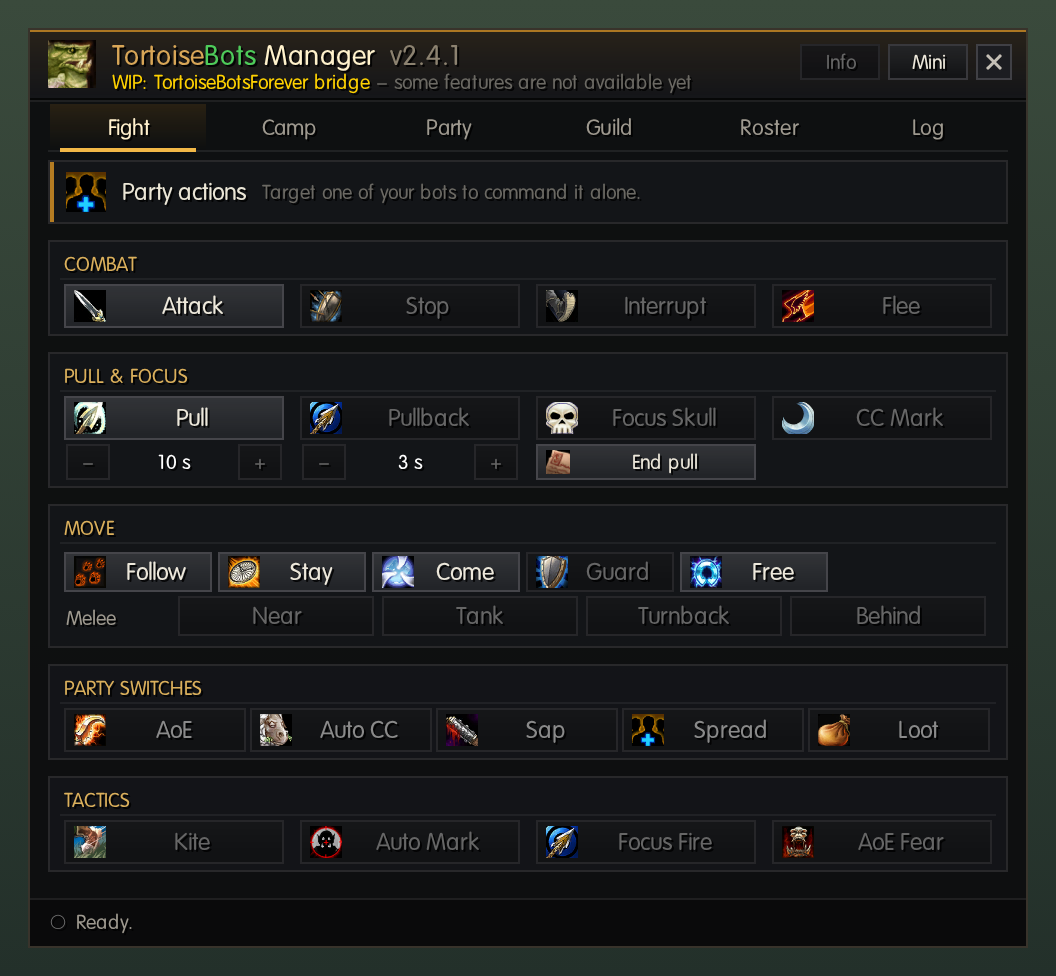 TortoiseBots Manager v2.4.1
WIP: TortoiseBotsForever bridge – some features are not available yet
Info
Mini
Fight Camp Party Guild Roster Log
Party actions Target one of your bots to command it alone.
COMBAT
Attack Stop Interrupt Flee
PULL & FOCUS
Pull Pullback Focus Skull CC Mark
– 10 s + – 3 s + End pull
MOVE
Follow Stay Come Guard Free
Melee Near Tank Turnback Behind
PARTY SWITCHES
AoE Auto CC Sap Spread Loot
TACTICS
Kite Auto Mark Focus Fire AoE Fear
Ready.